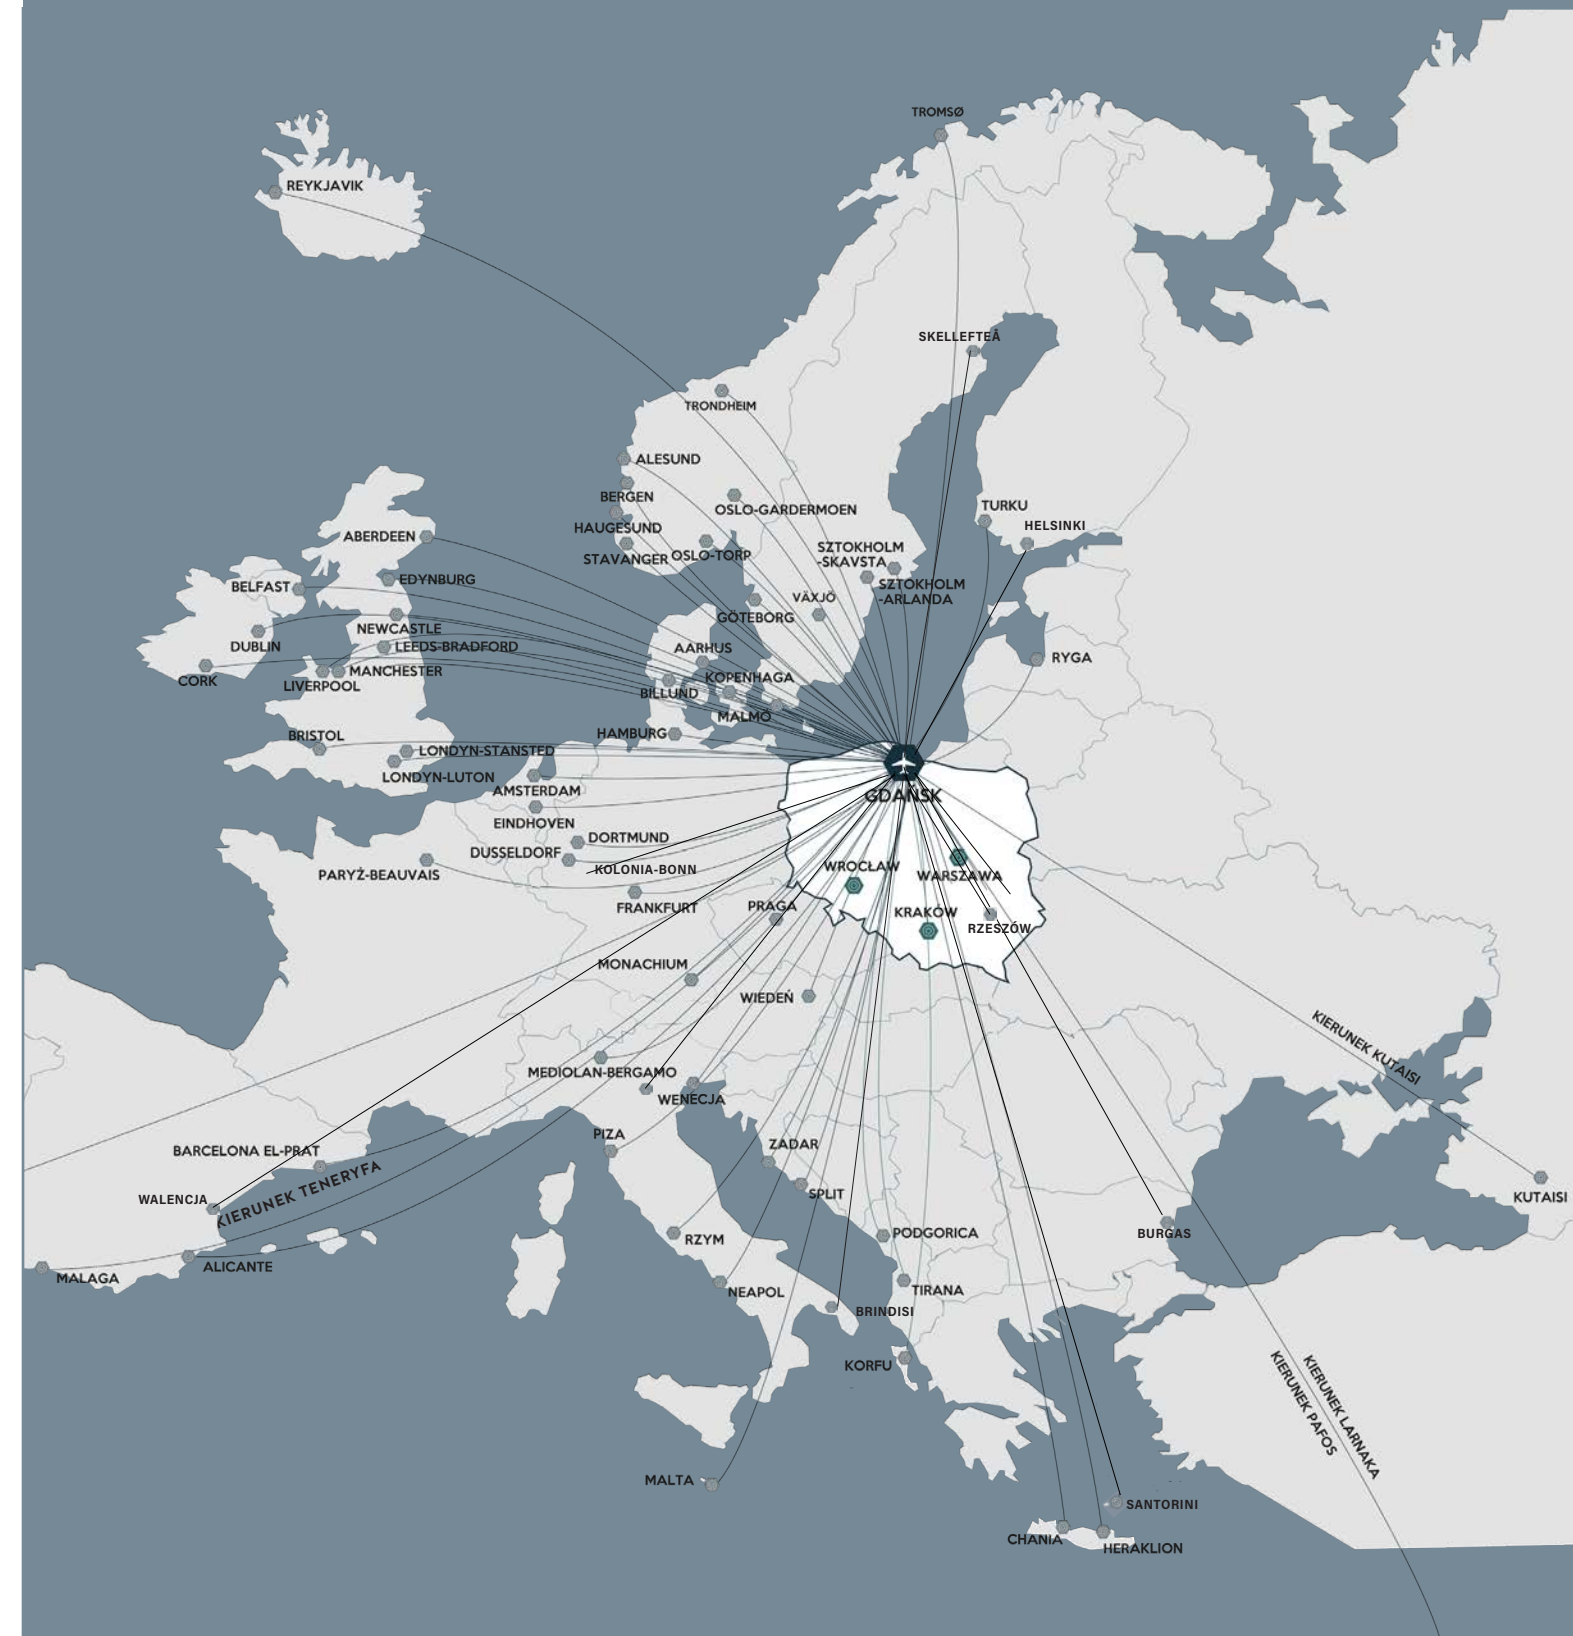 TROMSØ
REYKJAVIK
SKELLEFTEÅ
TRONDHEIM
ALESUND
BERGEN
OSLO-GARDERMOEN
TURKU
HAUGESUND
HELSINKI
ABERDEEN
STAVANGER
OSLO-TORP
SZTOKHOLM
-SKAVSTA
EDYNBURG
BELFAST
SZTOKHOLM
-ARLANDA
VÄXJÖ
GÖTEBORG
NEWCASTLE
DUBLIN
LEEDS-BRADFORD
AARHUS
RYGA
CORK
MANCHESTER
LIVERPOOL
KOPENHAGA
BILLUND
MALMÖ
BRISTOL
HAMBURG
LONDYN-STANSTED
LONDYN-LUTON
AMSTERDAM
GDAŃSK
EINDHOVEN
DORTMUND
DUSSELDORF
KOLONIA-BONN
PARYŻ-BEAUVAIS
WROCŁAW
WARSZAWA
FRANKFURT
PRAGA
KRAKÓW
RZESZÓW
MONACHIUM
WIEDEŃ
KIERUNEK KUTAISI
MEDIOLAN-BERGAMO
WENECJA
PIZA
BARCELONA EL-PRAT
ZADAR
KIERUNEK TENERYFA
WALENCJA
SPLIT
KUTAISI
RZYM
PODGORICA
BURGAS
MALAGA
ALICANTE
NEAPOL
TIRANA
BRINDISI
KORFU
KIERUNEK LARNAKA
KIERUNEK PAFOS
MALTA
SANTORINI
CHANIA
HERAKLION